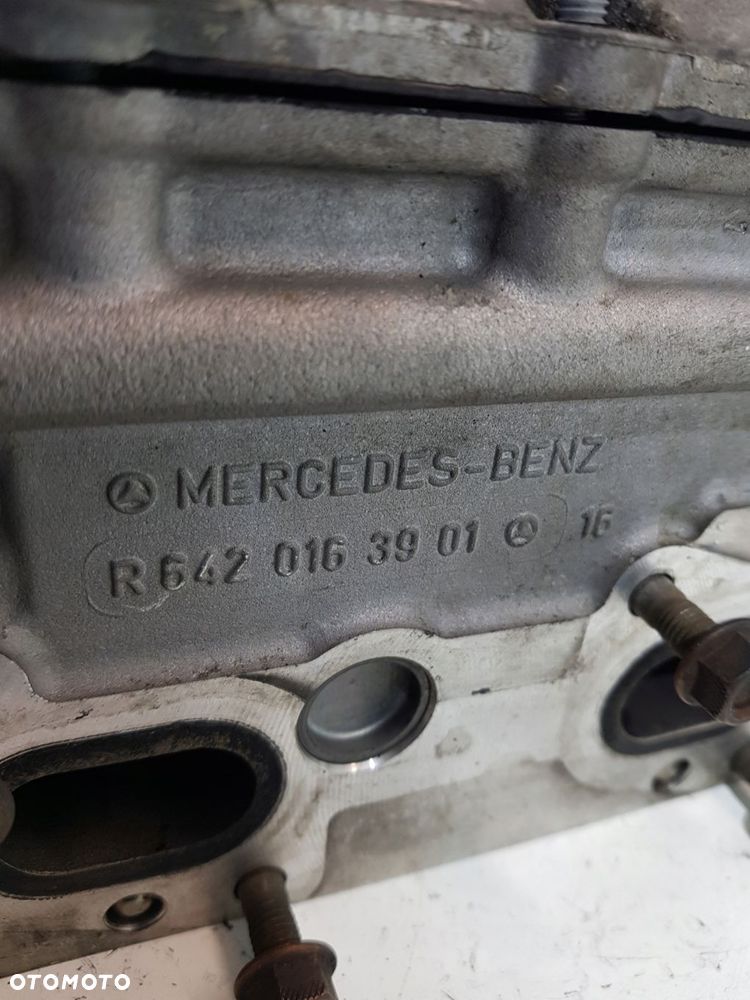 MERCEDES-BENZ
R 642 016 39 01 16
OTOMOTO